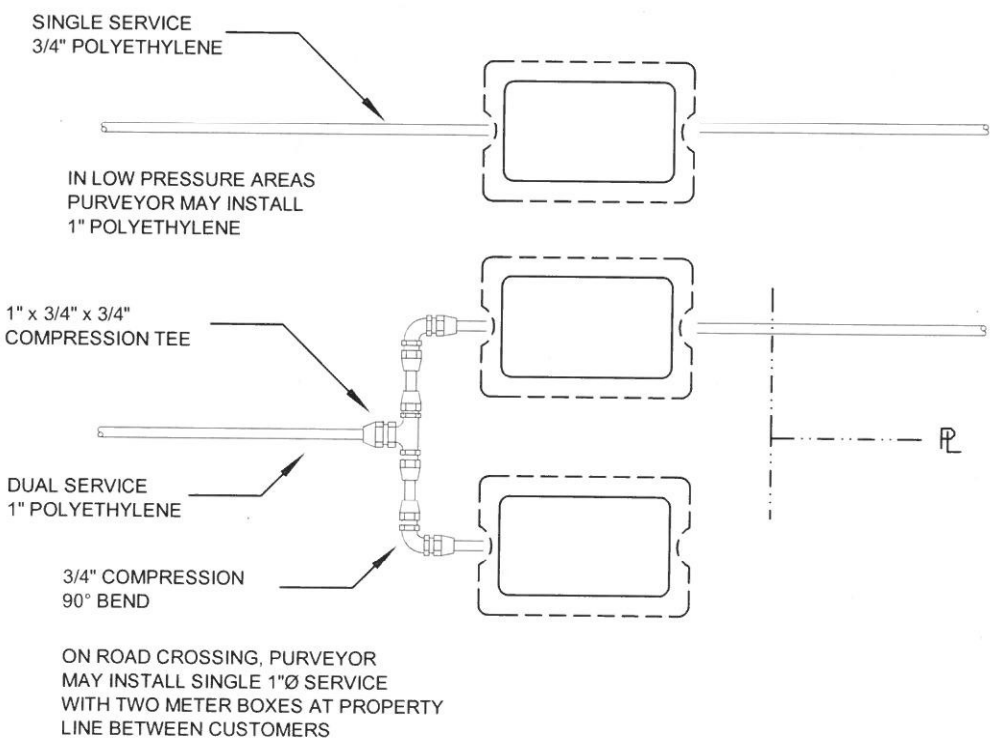 SINGLE SERVICE
3/4" POLYETHYLENE
IN LOW PRESSURE AREAS
PURVEYOR MAY INSTALL
1" POLYETHYLENE
1" x 3/4" x 3/4"
COMPRESSION TEE
PL
DUAL SERVICE
1" POLYETHYLENE
3/4" COMPRESSION
90° BEND
ON ROAD CROSSING, PURVEYOR
MAY INSTALL SINGLE 1"Ø SERVICE
WITH TWO METER BOXES AT PROPERTY
LINE BETWEEN CUSTOMERS